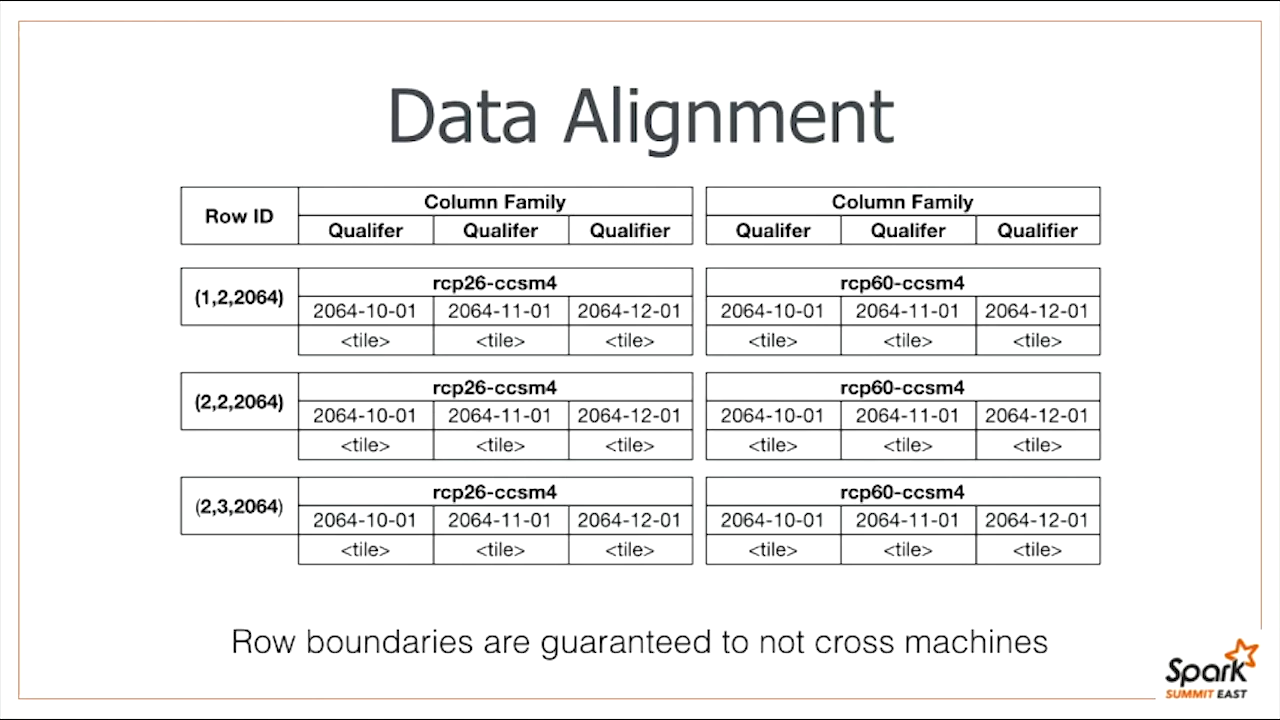 Data Alignment
Row ID
Column Family
Column Family
Qualifer Qualifer Qualifier
Qualifer Qualifer Qualifier
(1,2,2064)
rcp26-ccsm4
rcp60-ccsm4
2064-10-01 2064-11-01 2064-12-01
2064-10-01 2064-11-01 2064-12-01
<tile> <tile> <tile>
<tile> <tile> <tile>
(2,2,2064)
rcp26-ccsm4
rcp60-ccsm4
2064-10-01 2064-11-01 2064-12-01
2064-10-01 2064-11-01 2064-12-01
<tile> <tile> <tile>
<tile> <tile> <tile>
(2,3,2064)
rcp26-ccsm4
rcp60-ccsm4
2064-10-01 2064-11-01 2064-12-01
2064-10-01 2064-11-01 2064-12-01
<tile> <tile> <tile>
<tile> <tile> <tile>
Row boundaries are guaranteed to not cross machines
Spark
SUMMIT EAST